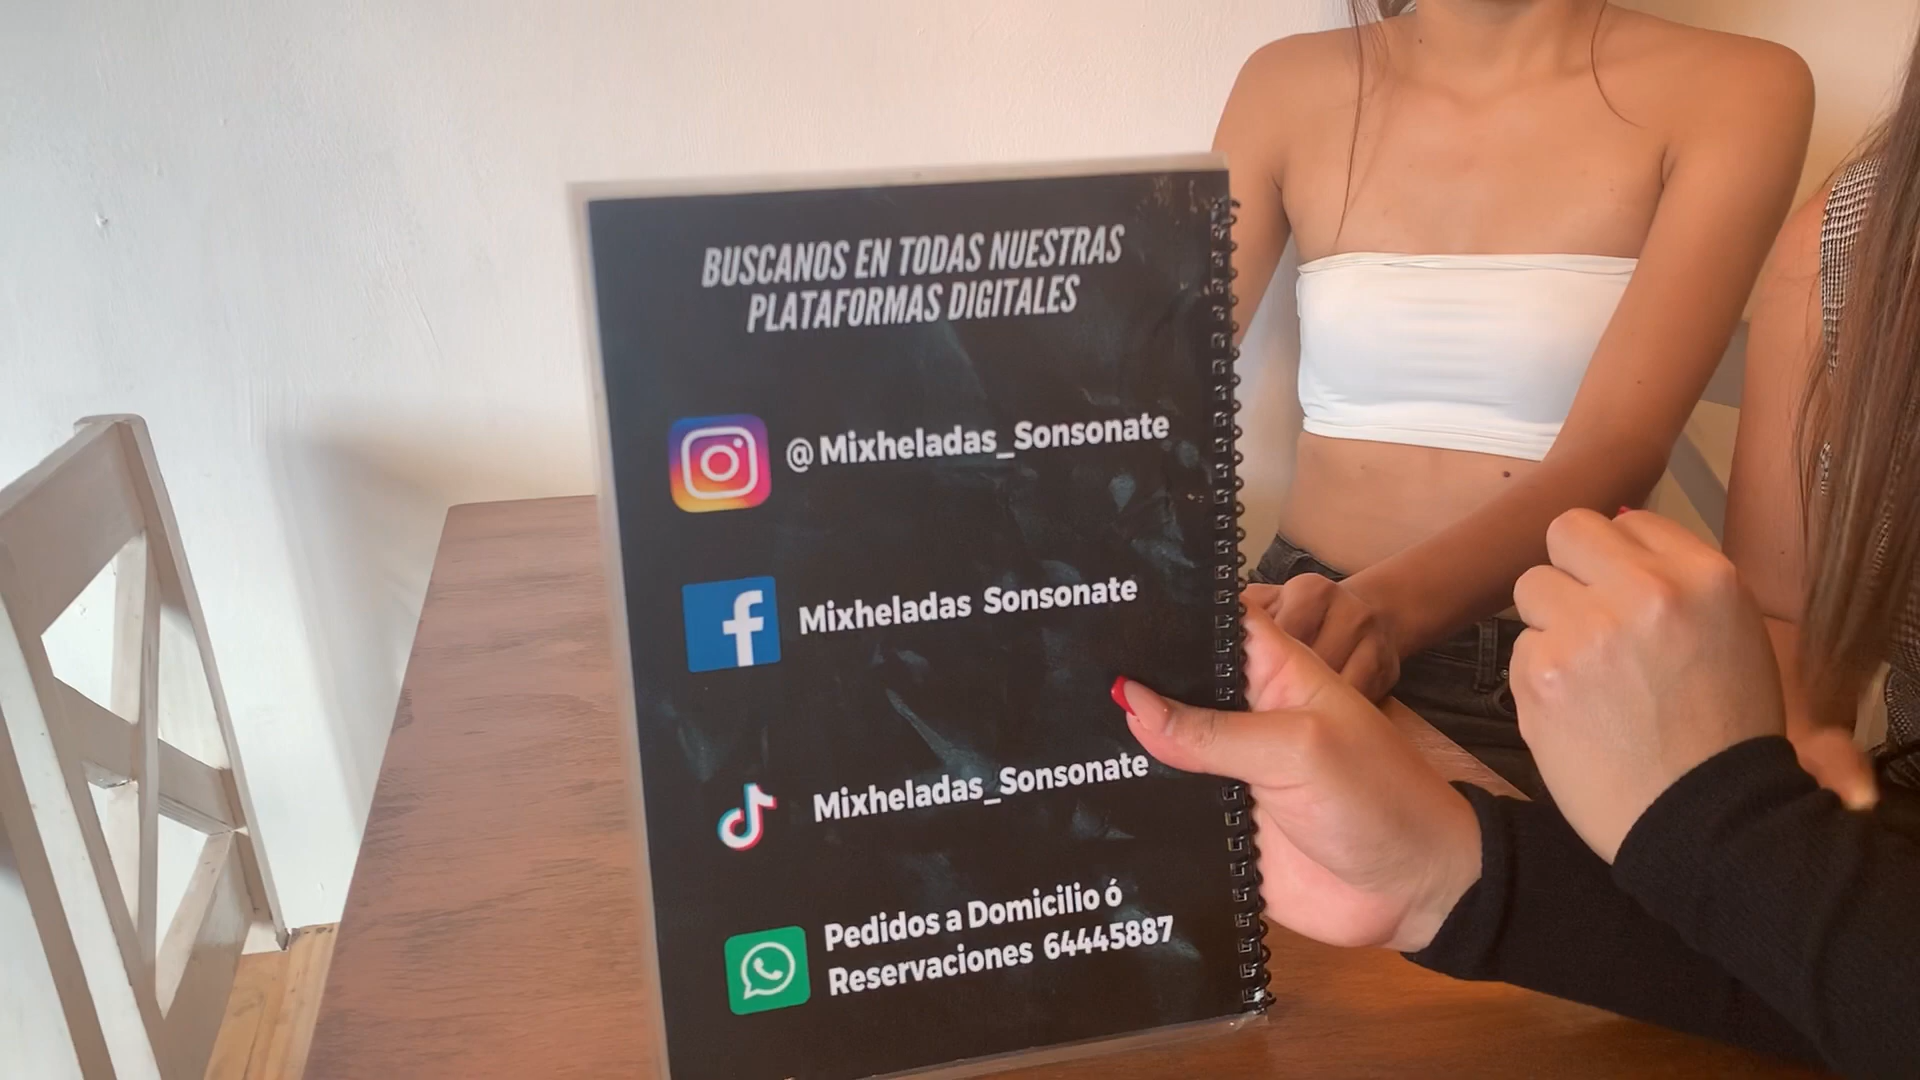 BUSCANOS EN TODAS NUESTRAS
PLATAFORMAS DIGITALES
@Mixheladas_Sonsonate
Mixheladas Sonsonate
Mixheladas_Sonsonate
Pedidos a Domicilio ó
Reservaciones 64445887